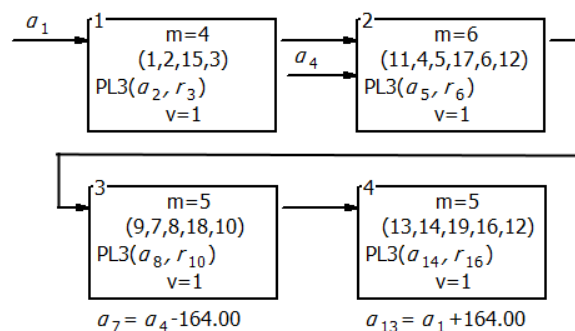 a1
1
m=4
(1,2,15,3)
PL3(a2, r3)
v=1
a4
2
m=6
(11,4,5,17,6,12)
PL3(a5, r6)
v=1
3
m=5
(9,7,8,18,10)
PL3(a8, r10)
v=1
4
m=5
(13,14,19,16,12)
PL3(a14, r16)
v=1
a7 = a4-164.00
a13 = a1+164.00